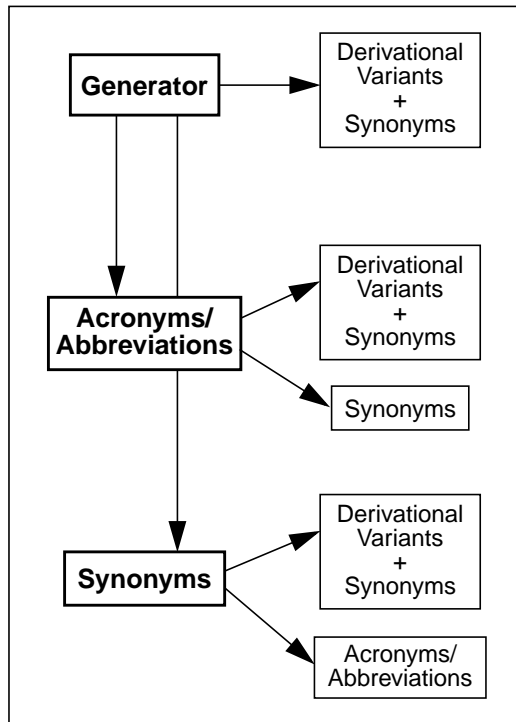 Generator
Derivational
Variants
+
Synonyms
Acronyms/
Abbreviations
Derivational
Variants
+
Synonyms
Synonyms
Synonyms
Derivational
Variants
+
Synonyms
Acronyms/
Abbreviations